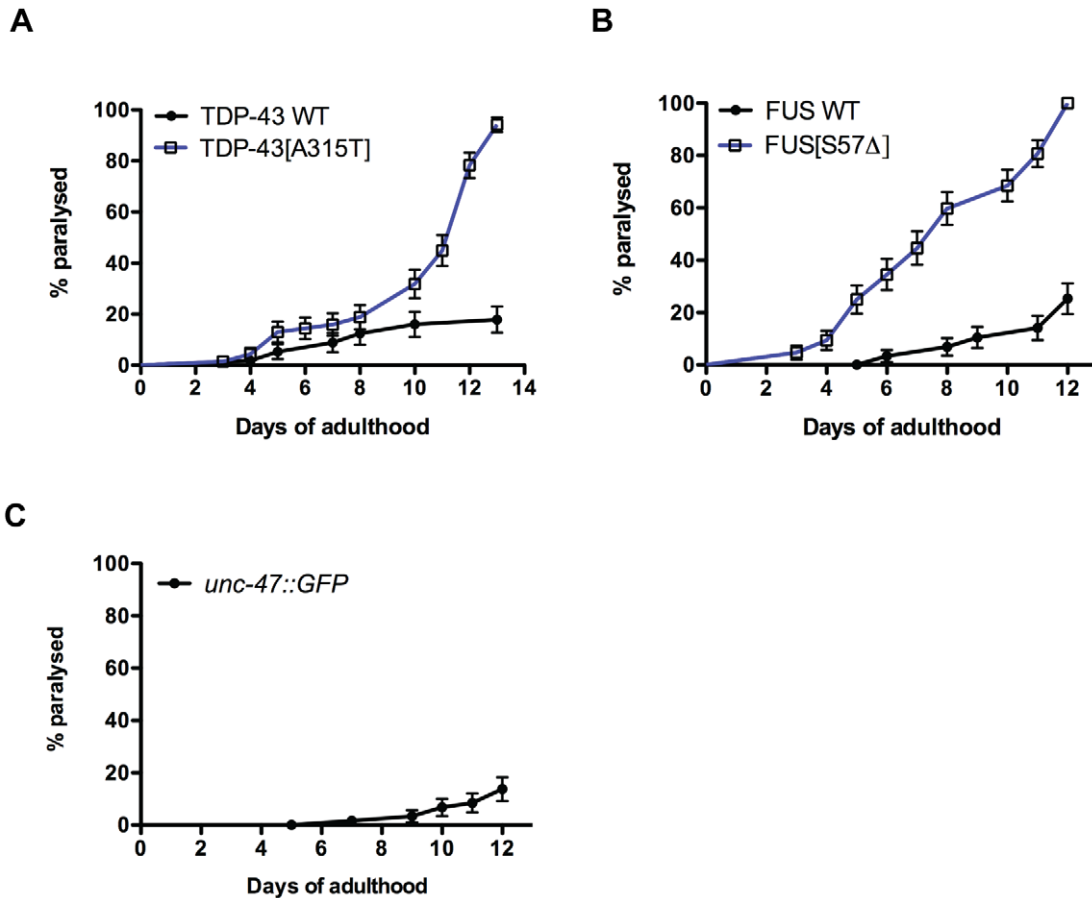 A
% paralysed
100
80
60
40
20
0
TDP-43 WT
TDP-43[A315T]
0 2 4 6 8 10 12 14
Days of adulthood
B
% paralysed
100
80
60
40
20
0
FUS WT
FUS[S57Δ]
0 2 4 6 8 10 12
Days of adulthood
C
% paralysed
100
80
60
40
20
0
unc-47::GFP
0 2 4 6 8 10 12
Days of adulthood